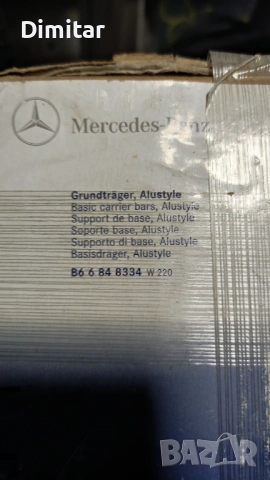 Dimitar
Mercedes-Benz
Grundträger, Alustyle
Basic carrier bars, Alustyle
Support de base, Alustyle
Soporte base, Alustyle
Supporto di base, Alustyle
Basisdrager, Alustyle
B6 6 84 8334 W 220
BAZAR